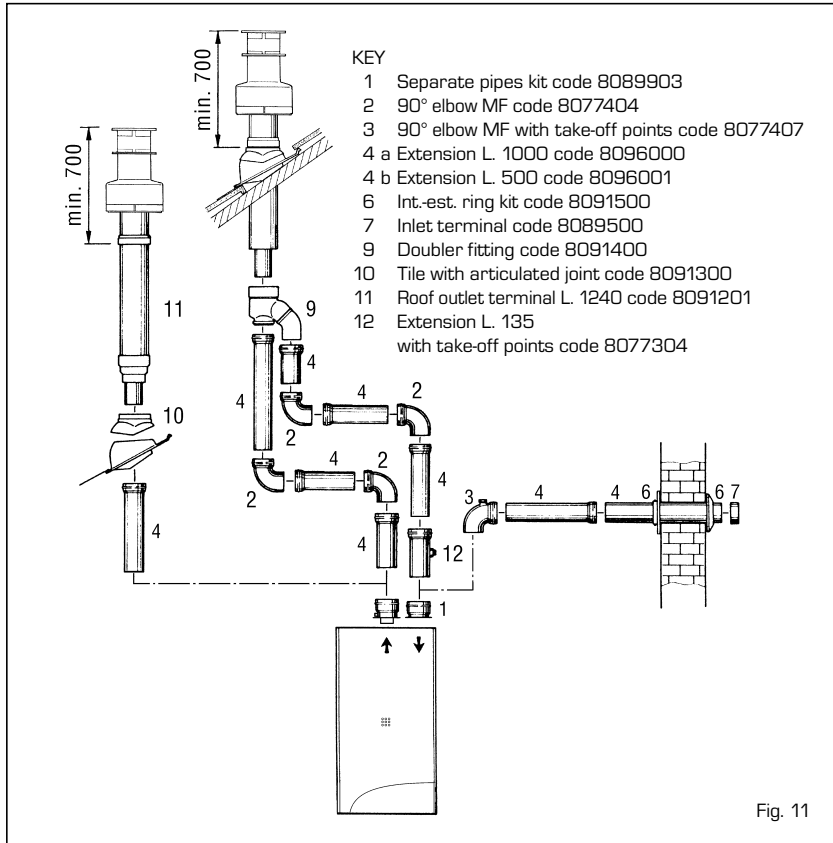 KEY
1 Separate pipes kit code 8089903
2 90° elbow MF code 8077404
3 90° elbow MF with take-off points code 8077407
4 a Extension L. 1000 code 8096000
4 b Extension L. 500 code 8096001
6 Int.-est. ring kit code 8091500
7 Inlet terminal code 8089500
9 Doubler fitting code 8091400
10 Tile with articulated joint code 8091300
11 Roof outlet terminal L. 1240 code 8091201
12 Extension L. 135
with take-off points code 8077304
min. 700
min. 700
11
10
4
9
4
4
2
4
2
2
4
2
4
4
12
1
3
4
4
6
6
7
Fig. 11